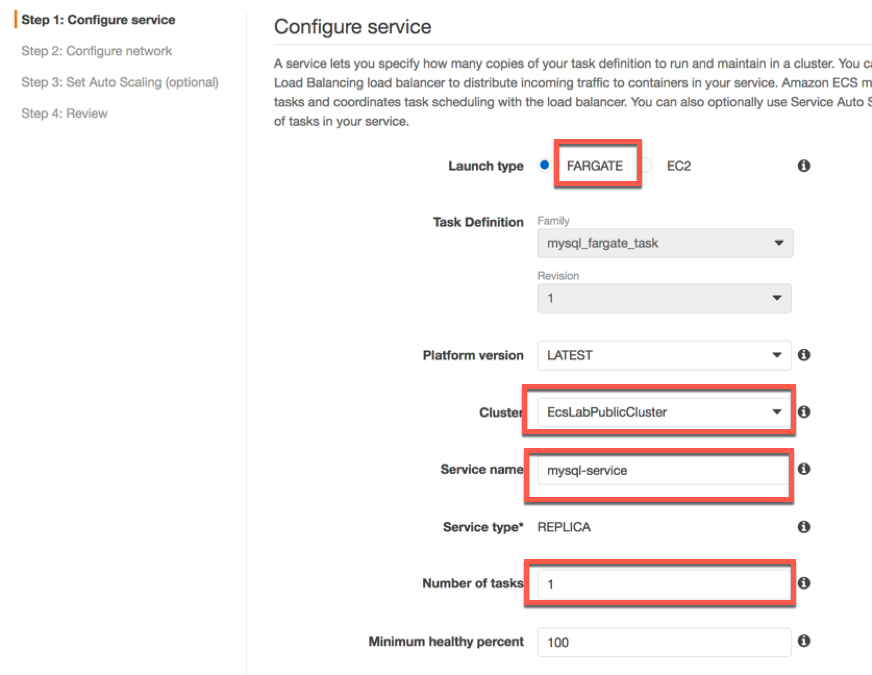 Step 1: Configure service
Step 2: Configure network
Step 3: Set Auto Scaling (optional)
Step 4: Review
Configure service
A service lets you specify how many copies of your task definition to run and maintain in a cluster. You
Load Balancing load balancer to distribute incoming traffic to containers in your service. Amazon ECS
tasks and coordinates task scheduling with the load balancer. You can also optionally use Service Auto
of tasks in your service.
Launch type FARGATE EC2
Task Definition Family
mysql_fargate_task
Revision
1
Platform version LATEST
Cluster EcsLabPublicCluster
Service name mysql-service
Service type* REPLICA
Number of tasks 1
Minimum healthy percent 100